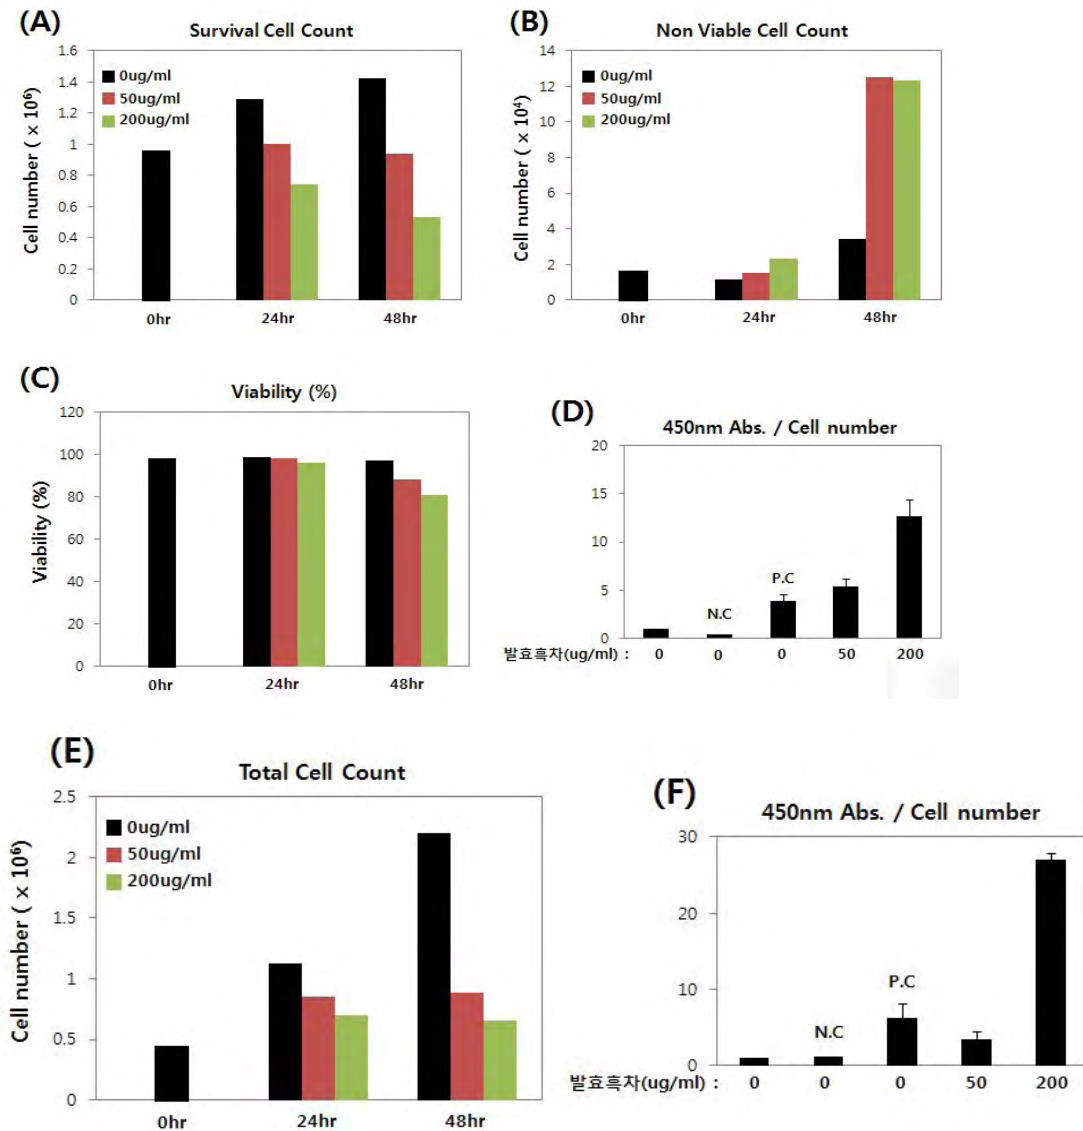 (A)
Survival Cell Count
Cell number ( × 10⁶)
1.6
1.4
1.2
1
0.8
0.6
0.4
0.2
0
0ug/ml
50ug/ml
200ug/ml
0hr 24hr 48hr
(B)
Non Viable Cell Count
Cell number ( × 10⁴)
14
12
10
8
6
4
2
0
0ug/ml
50ug/ml
200ug/ml
0hr 24hr 48hr
(C)
Viability (%)
Viability (%)
120
100
80
60
40
20
0
0hr 24hr 48hr
(D)
450nm Abs. / Cell number
20
15
10
5
0
N.C
P.C
발효흑차(ug/ml) : 0 0 0 50 200
(E)
Total Cell Count
Cell number ( × 10⁶)
2.5
2
1.5
1
0.5
0
0ug/ml
50ug/ml
200ug/ml
0hr 24hr 48hr
(F)
450nm Abs. / Cell number
30
20
10
0
N.C
P.C
발효흑차(ug/ml) : 0 0 0 50 200